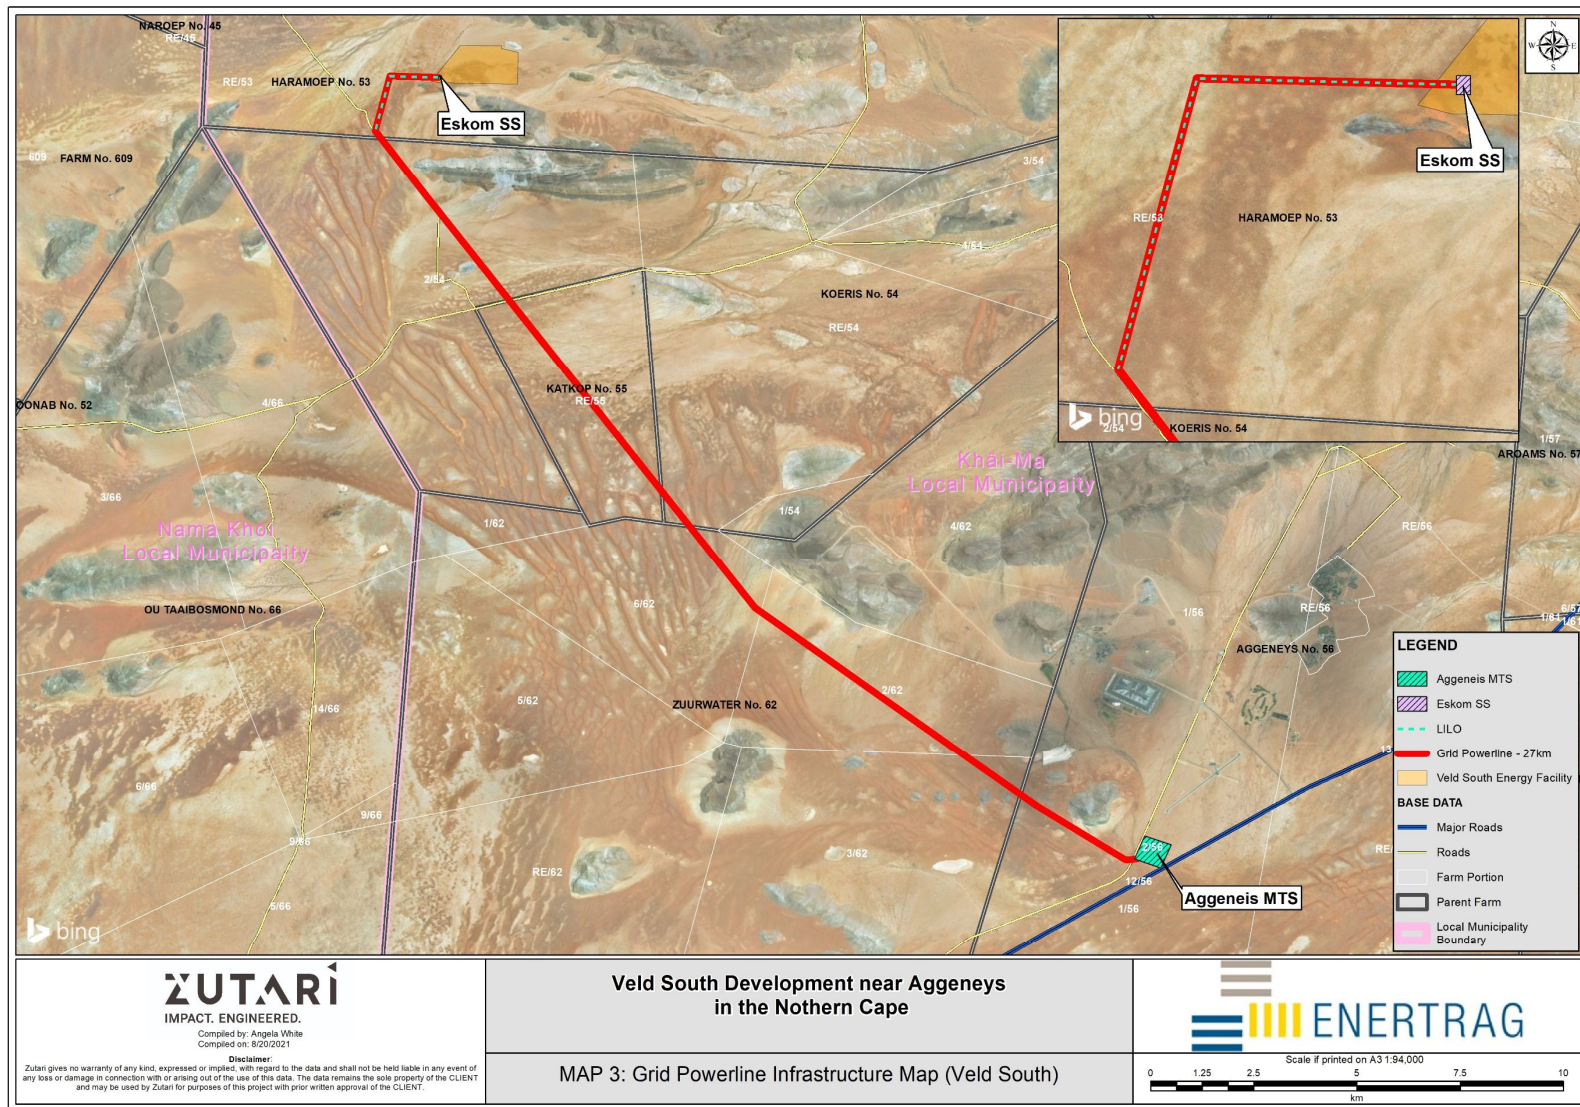 NAROEP No. 45
RE/45
RE/53
HARAMOEP No. 53
Eskom SS
609
FARM No. 609
3/54
4/54
2/54
KOERIS No. 54
RE/54
KATKOP No. 55
RE/55
OONAB No. 52
4/66
3/66
Nama Khoi
Local Municipaity
1/62
1/54
Khâi-Ma
Local Municipaity
4/62
OU TAAIBOSMOND No. 66
6/62
1/56
RE/56
RE/56
AGGENEYS No. 56
1/57
AROAMS No. 57
6/57
1/61
1/61
14/66
5/62
ZUURWATER No. 62
2/62
13
6/66
9/66
9/66
5/66
RE/62
3/62
2/56
12/56
1/56
Aggeneis MTS
RE/
bing
RE/53
HARAMOEP No. 53
Eskom SS
2/54
KOERIS No. 54
bing
N
W
E
S
LEGEND
Aggeneis MTS
Eskom SS
LILO
Grid Powerline - 27km
Veld South Energy Facility
BASE DATA
Major Roads
Roads
Farm Portion
Parent Farm
Local Municipality
Boundary
ZUTARI
IMPACT. ENGINEERED.
Compiled by: Angela White
Compiled on: 8/20/2021
Disclaimer:
Zutari gives no warranty of any kind, expressed or implied, with regard to the data and shall not be held liable in any event of
any loss or damage in connection with or arising out of the use of this data. The data remains the sole property of the CLIENT
and may be used by Zutari for purposes of this project with prior written approval of the CLIENT.
Veld South Development near Aggeneys
in the Nothern Cape
MAP 3: Grid Powerline Infrastructure Map (Veld South)
ENERTRAG
Scale if printed on A3 1:94,000
0 1.25 2.5 5 7.5 10
km